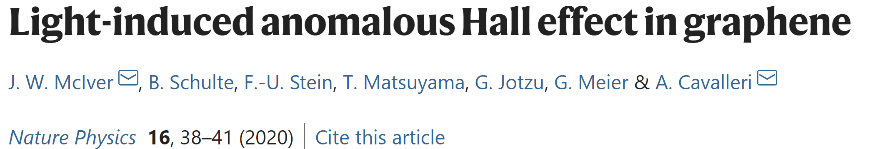 Light-induced anomalous Hall effect in graphene
J. W. McIver, B. Schulte, F.-U. Stein, T. Matsuyama, G. Jotzu, G. Meier & A. Cavalleri
Nature Physics 16, 38–41 (2020) | Cite this article